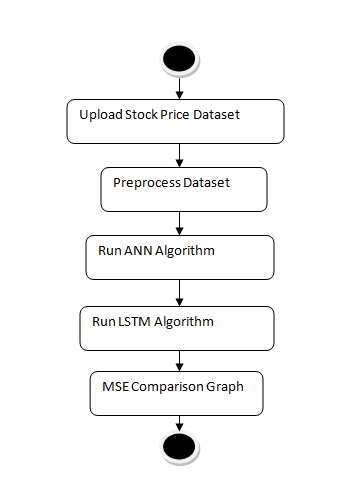 Upload Stock Price Dataset
Preprocess Dataset
Run ANN Algorithm
Run LSTM Algorithm
MSE Comparison Graph